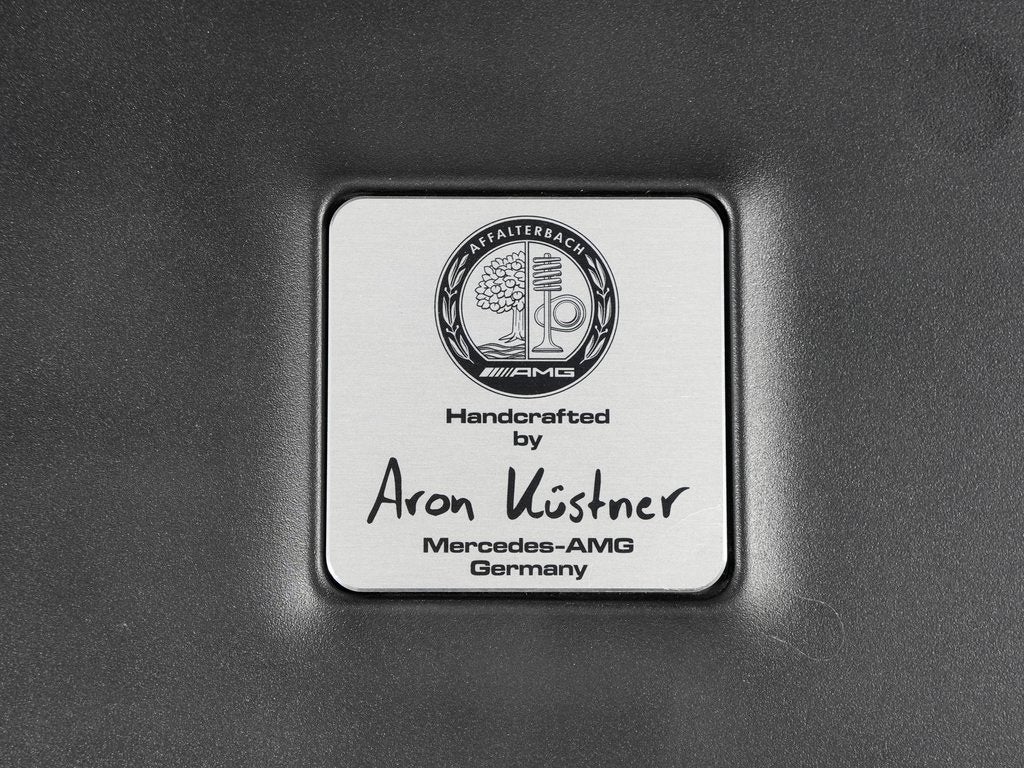 AFFALTERBACH
AMG
Handcrafted
by
Aron Küstner
Mercedes-AMG
Germany